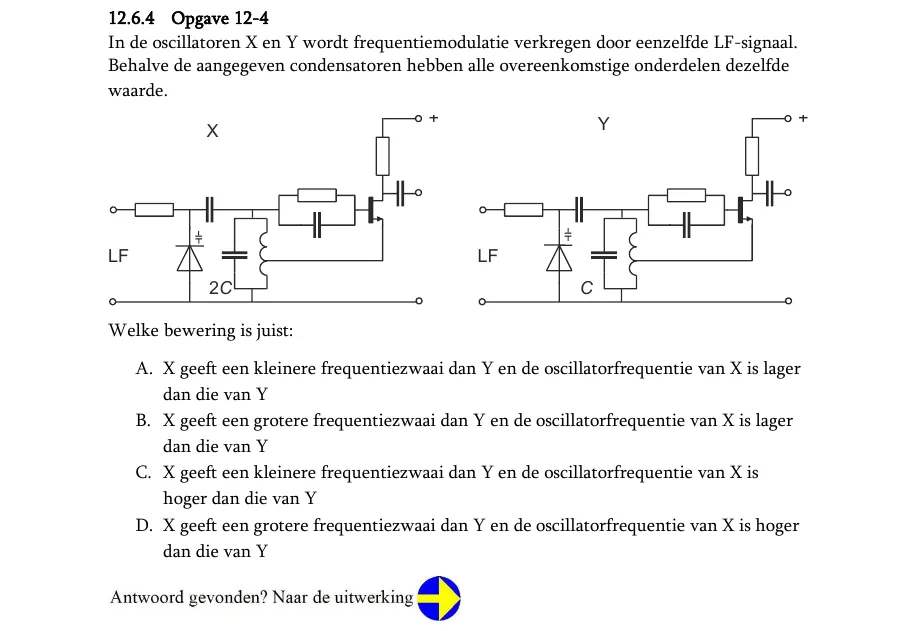 12.6.4 Opgave 12-4
In de oscillatoren X en Y wordt frequentiemodulatie verkregen door eenzelfde LF-signaal.
Behalve de aangegeven condensatoren hebben alle overeenkomstige onderdelen dezelfde
waarde.
X
+
LF
2C
Y
+
LF
C
Welke bewering is juist:
A. X geeft een kleinere frequentiezwaai dan Y en de oscillatorfrequentie van X is lager
dan die van Y
B. X geeft een grotere frequentiezwaai dan Y en de oscillatorfrequentie van X is lager
dan die van Y
C. X geeft een kleinere frequentiezwaai dan Y en de oscillatorfrequentie van X is
hoger dan die van Y
D. X geeft een grotere frequentiezwaai dan Y en de oscillatorfrequentie van X is hoger
dan die van Y
Antwoord gevonden? Naar de uitwerking